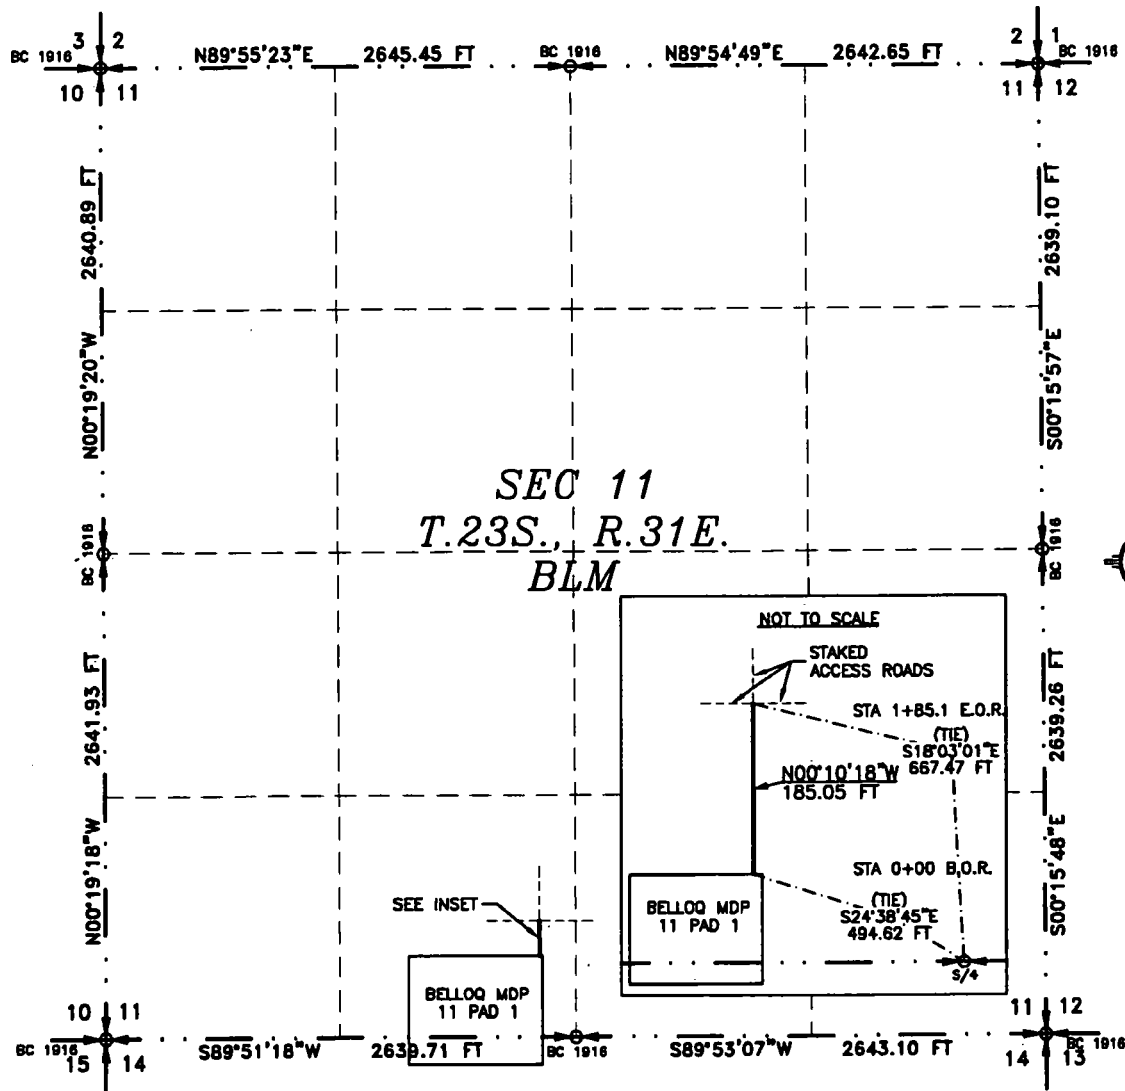 3 2
BC 1916
10 11
N89°55'23"E 2645.45 FT
BC 1916
N89°54'49"E 2642.65 FT
2 1
BC 1916
11 12
2640.89 FT
N00°19'20"W
2639.10 FT
S00°15'57"E
SEC 11
T.23S., R.31E.
BLM
BC 1916
BC 1916
NOT TO SCALE
STAKED
ACCESS ROADS
STA 1+85.1 E.O.R.
(TIE)
S18°03'01"E
667.47 FT
N00°10'18"W
185.05 FT
STA 0+00 B.O.R.
(TIE)
S24°38'45"E
494.62 FT
BELLOQ MDP
11 PAD 1
S/4
2641.93 FT
N00°19'18"W
2639.26 FT
S00°15'48"E
SEE INSET
BELLOQ MDP
11 PAD 1
10 11
BC 1916
15 14
S89°51'18"W 2639.71 FT
BC 1916
S89°53'07"W 2643.10 FT
11 12
BC 1916
14 13